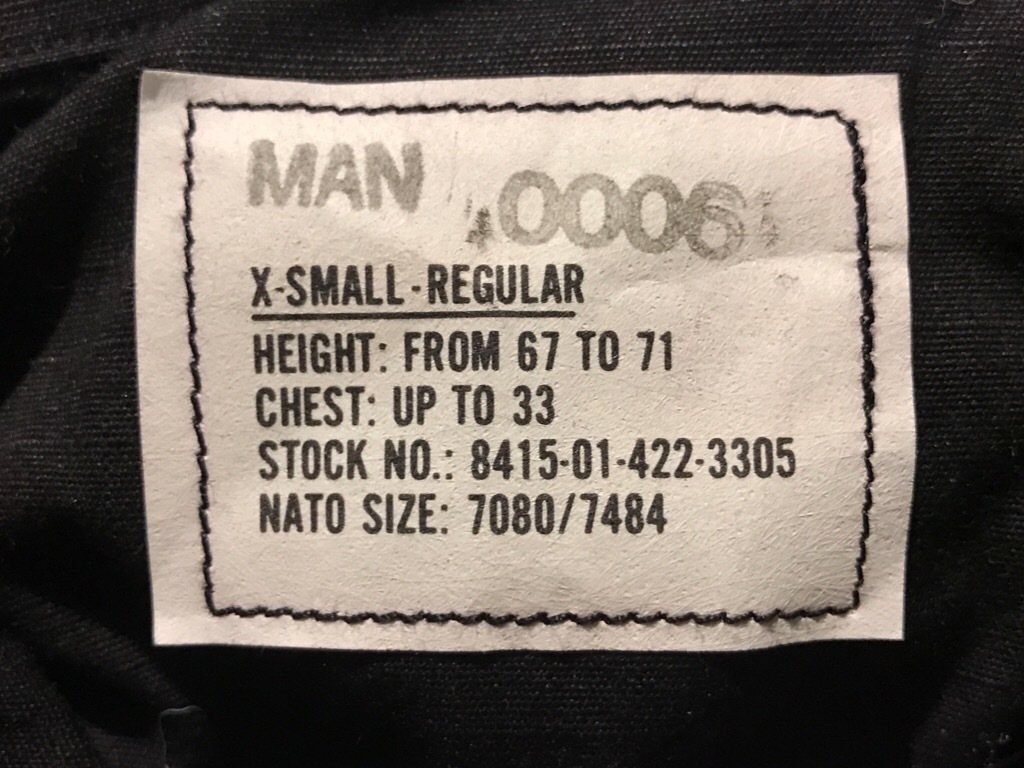 MAN 00061
X-SMALL-REGULAR
HEIGHT: FROM 67 TO 71
CHEST: UP TO 33
STOCK NO.: 8415-01-422-3305
NATO SIZE: 7080/7484